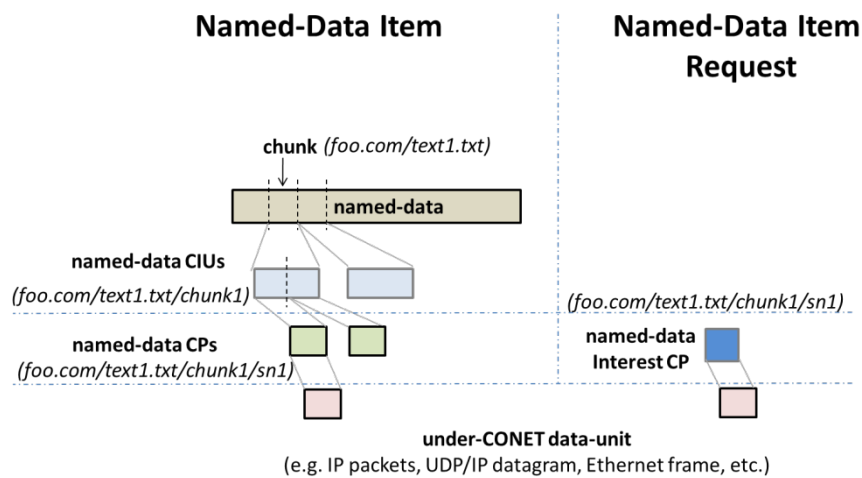 Named-Data Item
Named-Data Item
Request
chunk (foo.com/text1.txt)
named-data
named-data CIUs
(foo.com/text1.txt/chunk1)
(foo.com/text1.txt/chunk1/sn1)
named-data CPs
(foo.com/text1.txt/chunk1/sn1)
named-data
Interest CP
under-CONET data-unit
(e.g. IP packets, UDP/IP datagram, Ethernet frame, etc.)